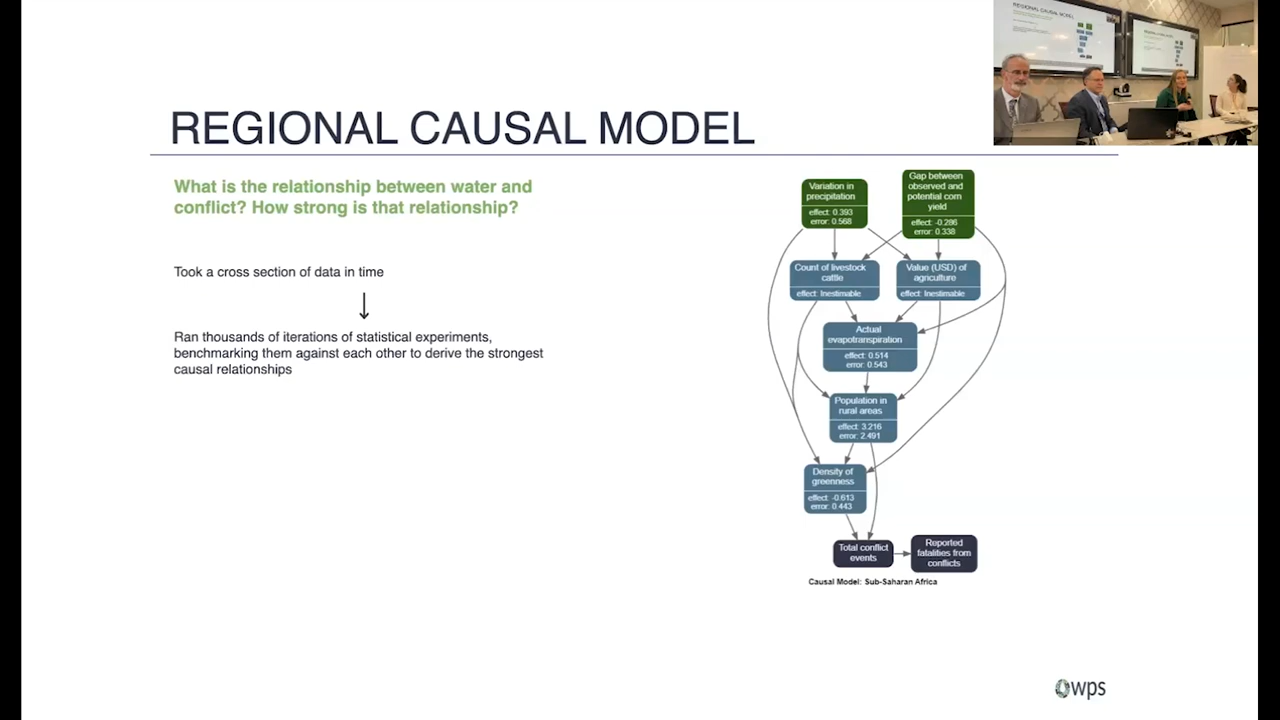 REGIONAL CAUSAL MODEL
What is the relationship between water and
conflict? How strong is that relationship?
Took a cross section of data in time
Ran thousands of iterations of statistical experiments,
benchmarking them against each other to derive the strongest
causal relationships
Variation in
precipitation
effect: 0.393
error: 0.568
Gap between
observed and
potential corn
yield
effect: -0.286
error: 0.338
Count of livestock
cattle
effect: Inestimable
Value (USD) of
agriculture
effect: Inestimable
Actual
evapotranspiration
effect: 0.514
error: 0.543
Population in
rural areas
effect: 3.216
error: 2.491
Density of
greenness
effect: -0.613
error: 0.443
Total conflict
events
Reported
fatalities from
conflicts
Causal Model: Sub-Saharan Africa
wps
REGIONAL CAUSAL MODEL